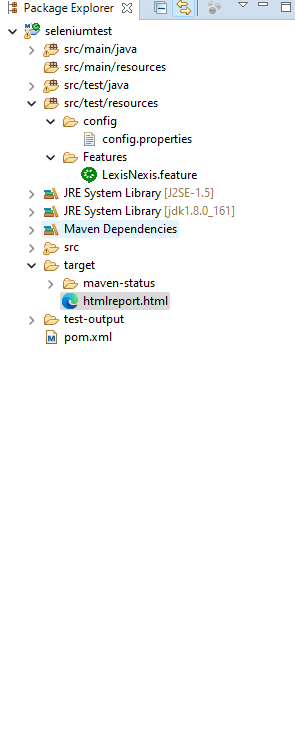 Package Explorer
seleniumtest
src/main/java
src/main/resources
src/test/java
src/test/resources
config
config.properties
Features
LexisNexis.feature
JRE System Library [J2SE-1.5]
JRE System Library [jdk1.8.0_161]
Maven Dependencies
src
target
maven-status
htmlreport.html
test-output
pom.xml